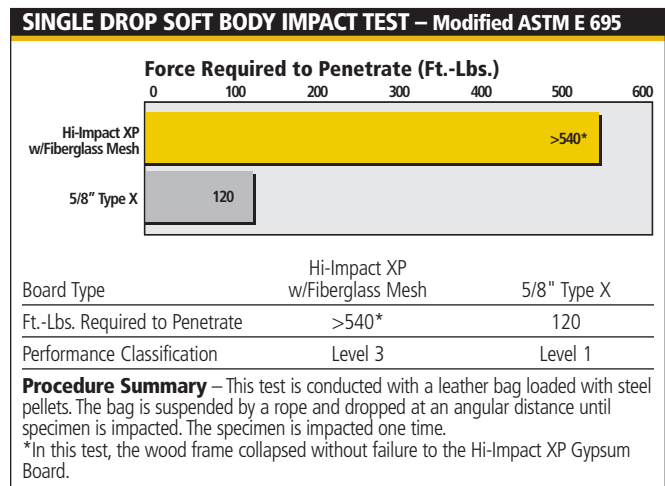 SINGLE DROP SOFT BODY IMPACT TEST – Modified ASTM E 695
Force Required to Penetrate (Ft.-Lbs.)
0 100 200 300 400 500 600
Hi-Impact XP
w/Fiberglass Mesh
>540*
5/8" Type X
120
Hi-Impact XP
Board Type w/Fiberglass Mesh 5/8" Type X
Ft.-Lbs. Required to Penetrate >540* 120
Performance Classification Level 3 Level 1
Procedure Summary – This test is conducted with a leather bag loaded with steel
pellets. The bag is suspended by a rope and dropped at an angular distance until
specimen is impacted. The specimen is impacted one time.
*In this test, the wood frame collapsed without failure to the Hi-Impact XP Gypsum
Board.